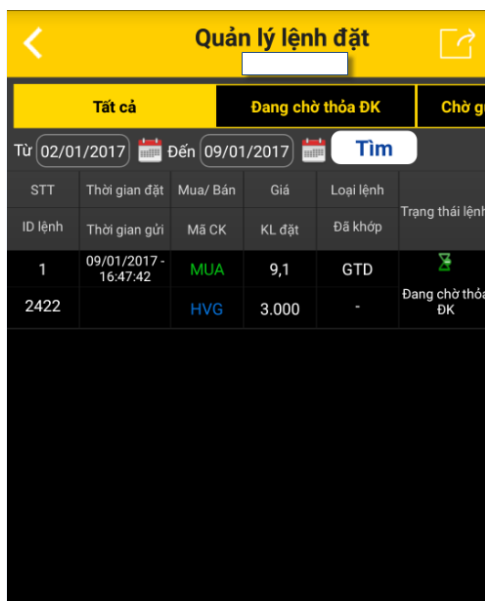 Quản lý lệnh đặt
Tất cả Đang chờ thỏa ĐK Chờ g
Từ 02/01/2017 Đến 09/01/2017 Tìm
STT Thời gian đặt Mua/ Bán Giá Loại lệnh
Trạng thái lệnh
ID lệnh Thời gian gửi Mã CK KL đặt Đã khớp
1 09/01/2017 - MUA 9,1 GTD
16:47:42
2422 HVG 3.000 - Đang chờ thỏa
ĐK